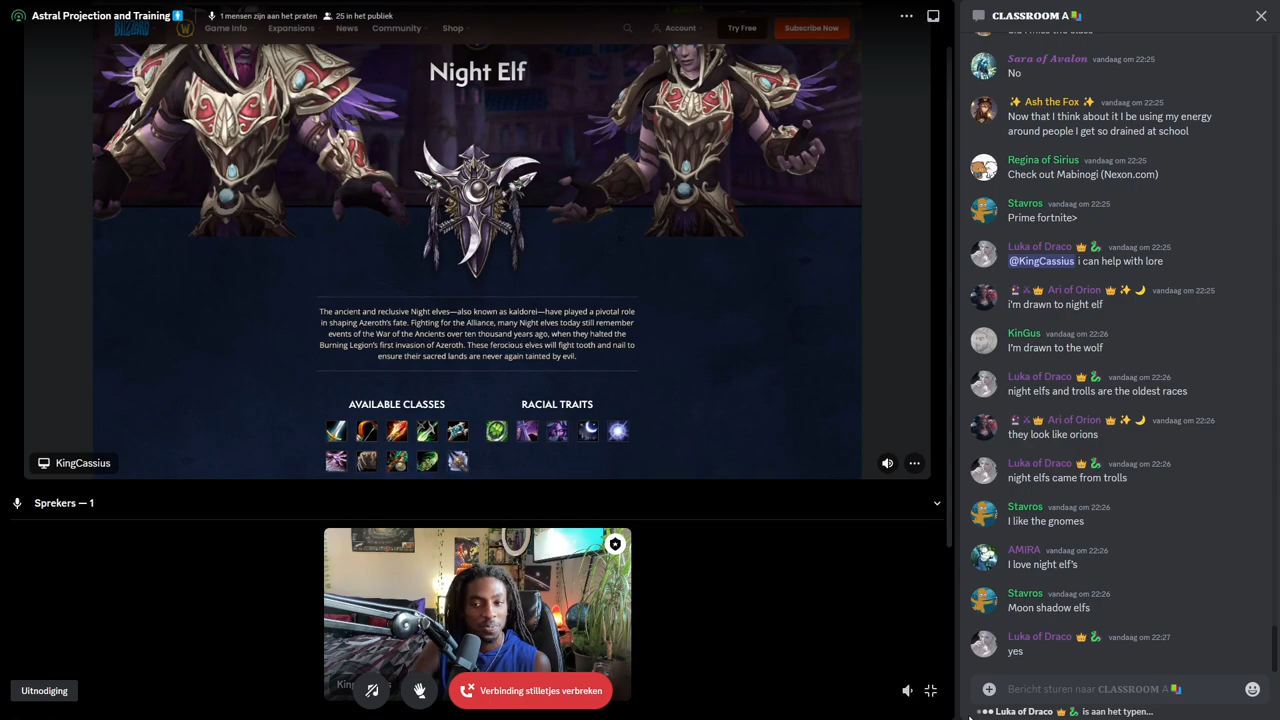 Astral Projection and Training
1 mensen zijn aan het praten
25 in het publiek
BLIZZARD
Game Info
Expansions
News
Community
Shop
Account
Try Free
Subscribe Now
Night Elf
The ancient and reclusive Night elves—also known as kaldorei—have played a pivotal role
in shaping Azeroth's fate. Fighting for the Alliance, many Night elves today still remember
events of the War of the Ancients over ten thousand years ago, when they halted the
Burning Legion's first invasion of Azeroth. These ferocious elves will fight tooth and nail to
ensure their sacred lands are never again tainted by evil.
AVAILABLE CLASSES
RACIAL TRAITS
KingCassius
Sprekers — 1
Uitnodiging
Verbinding stilletjes verbreken
CLASSROOM A
Sara of Avalon vandaag om 22:25
No
✨ Ash the Fox ✨ vandaag om 22:25
Now that I think about it I be using my energy
around people I get so drained at school
Regina of Sirius vandaag om 22:25
Check out Mabinogi (Nexon.com)
Stavros vandaag om 22:25
Prime fortnite>
Luka of Draco 👑 🐉 vandaag om 22:25
@KingCassius i can help with lore
Ari of Orion 👑 ✨ 🌙 vandaag om 22:25
i'm drawn to night elf
KinGus vandaag om 22:26
I'm drawn to the wolf
Luka of Draco 👑 🐉 vandaag om 22:26
night elfs and trolls are the oldest races
Ari of Orion 👑 ✨ 🌙 vandaag om 22:26
they look like orions
Luka of Draco 👑 🐉 vandaag om 22:26
night elfs came from trolls
Stavros vandaag om 22:26
I like the gnomes
AMIRA vandaag om 22:26
I love night elf's
Stavros vandaag om 22:26
Moon shadow elfs
Luka of Draco 👑 🐉 vandaag om 22:27
yes
Bericht sturen naar CLASSROOM A
Luka of Draco 👑 🐉 is aan het typen...